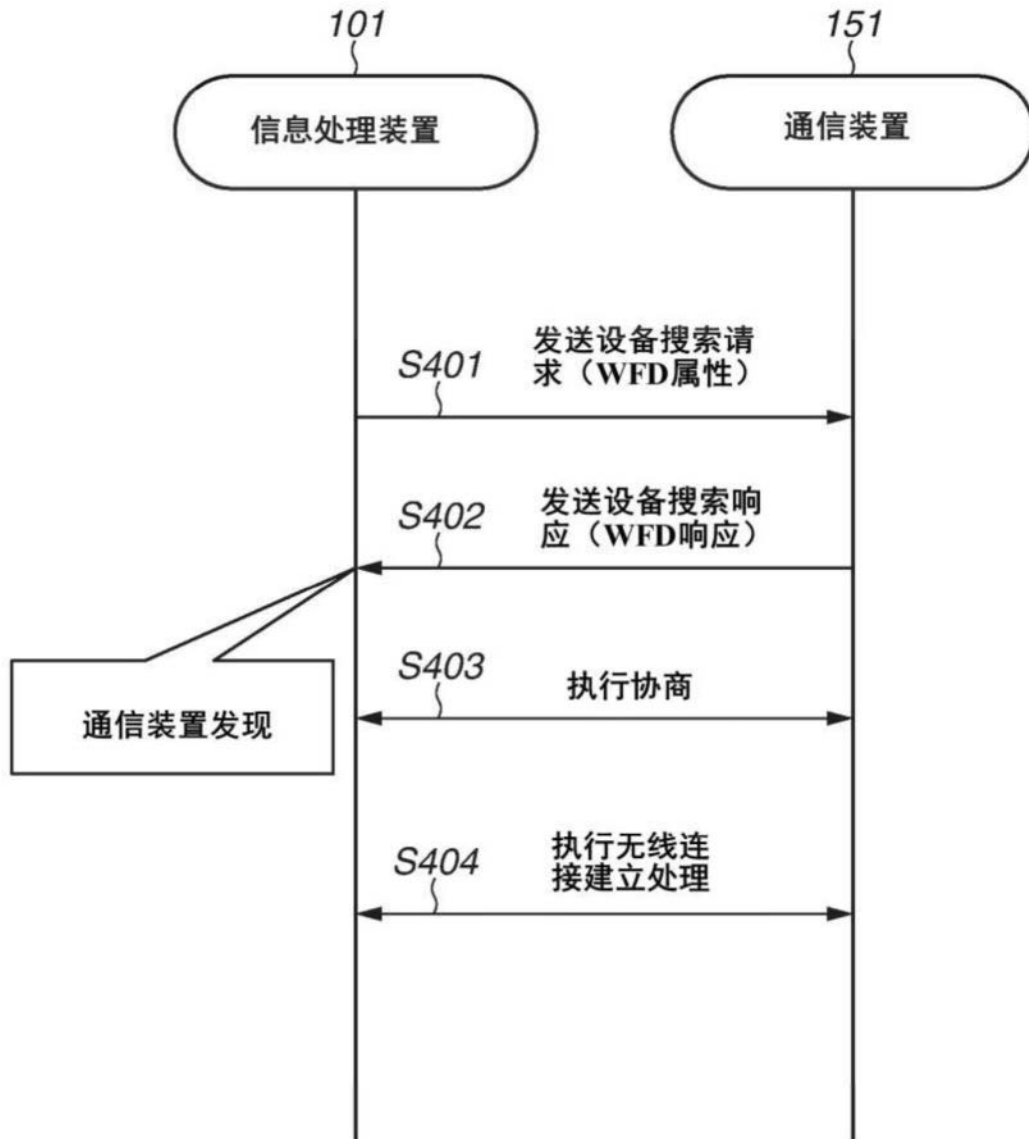 101
151
信息处理装置
通信装置
S401
发送设备搜索请
求（WFD属性）
S402
发送设备搜索响
应（WFD响应）
通信装置发现
S403
执行协商
S404
执行无线连
接建立处理